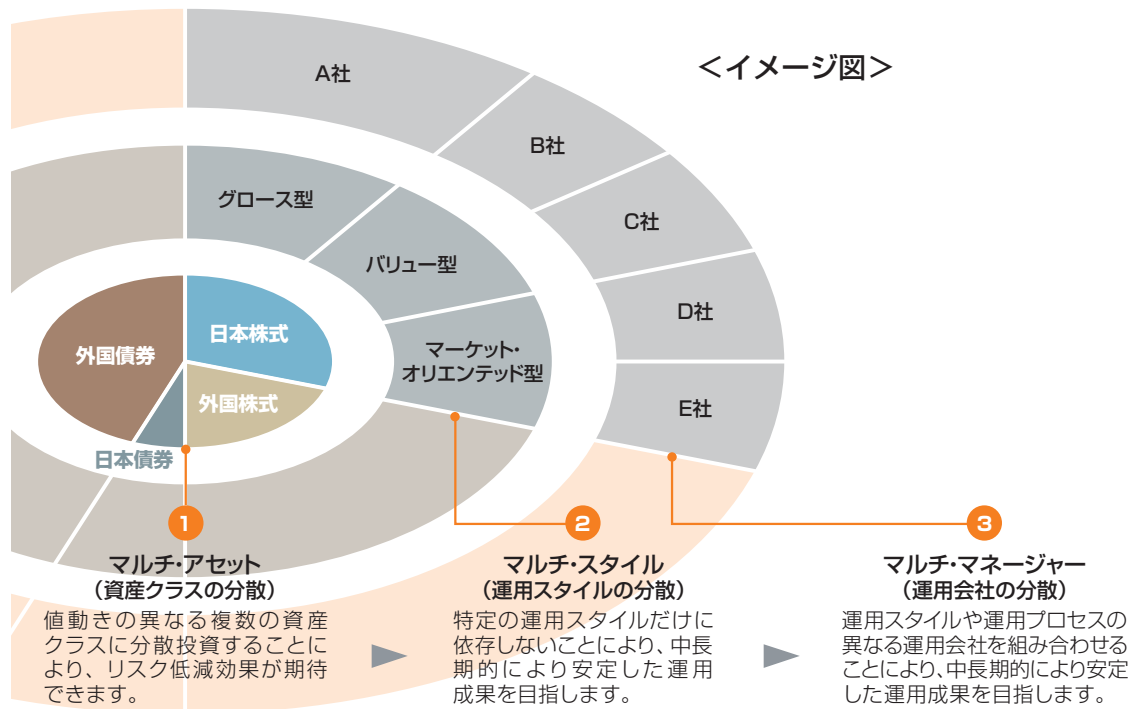 <イメージ図>
A社
B社
C社
D社
E社
グロース型
バリュー型
マーケット・
オリエンテッド型
日本株式
外国債券
外国株式
日本債券
1
マルチ・アセット
(資産クラスの分散)
値動きの異なる複数の資産
クラスに分散投資することに
より、リスク低減効果が期待
できます。
2
マルチ・スタイル
(運用スタイルの分散)
特定の運用スタイルだけに
依存しないことにより、中長
期的により安定した運用
成果を目指します。
3
マルチ・マネージャー
(運用会社の分散)
運用スタイルや運用プロセスの
異なる運用会社を組み合わせる
ことにより、中長期的により安定
した運用成果を目指します。